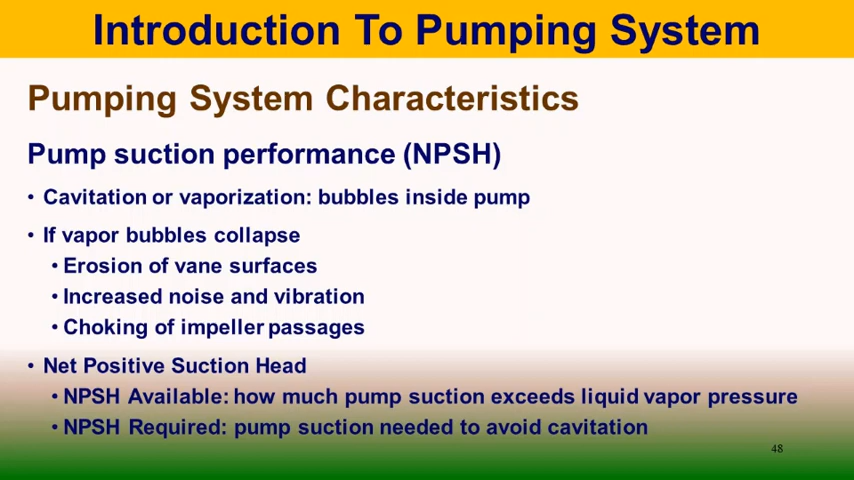 Introduction To Pumping System
Pumping System Characteristics
Pump suction performance (NPSH)
• Cavitation or vaporization: bubbles inside pump
• If vapor bubbles collapse
• Erosion of vane surfaces
• Increased noise and vibration
• Choking of impeller passages
• Net Positive Suction Head
• NPSH Available: how much pump suction exceeds liquid vapor pressure
• NPSH Required: pump suction needed to avoid cavitation
48